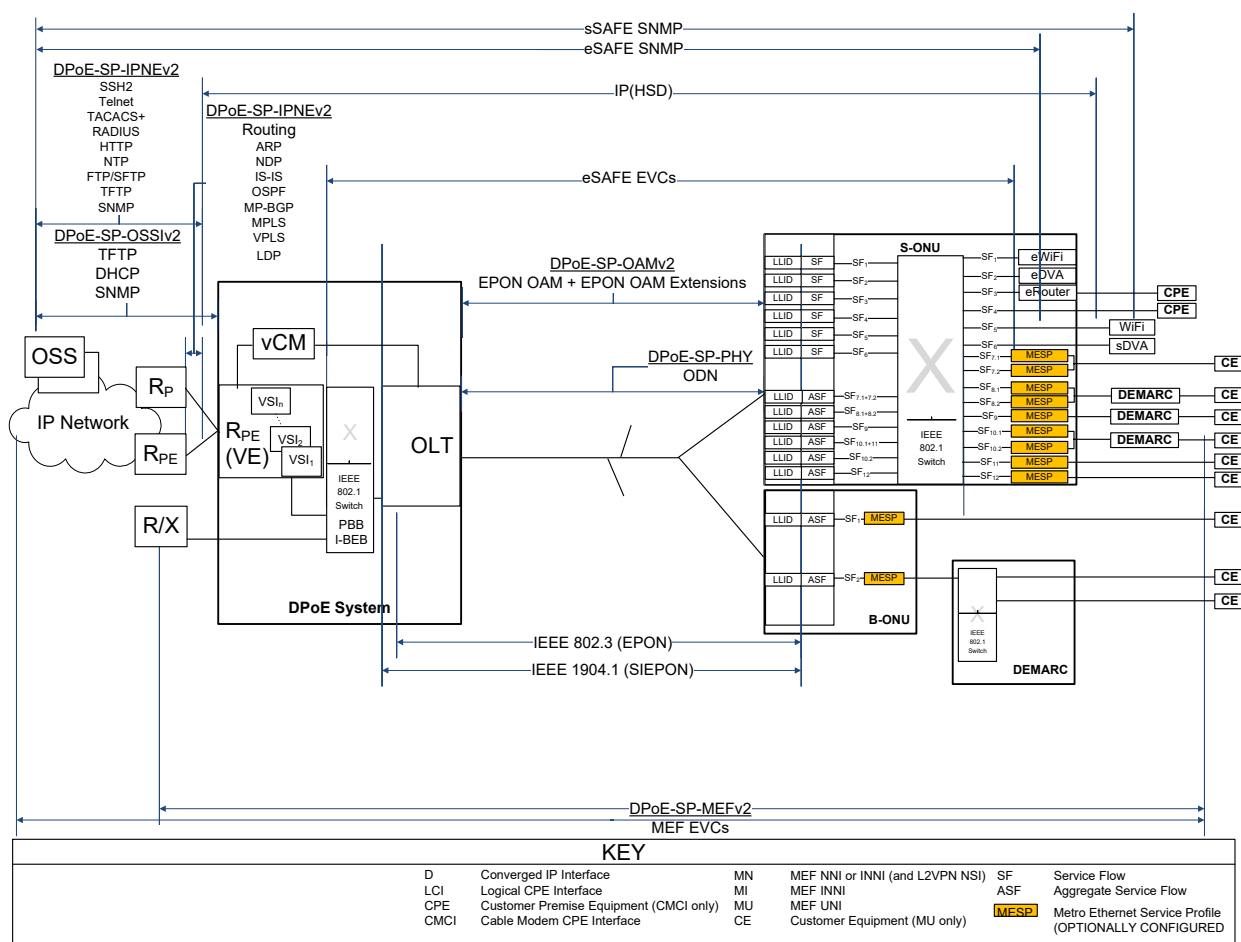 sSAFE SNMP
eSAFE SNMP
DPoE-SP-IPNEv2
SSH2
Telnet
TACACS+
RADIUS
HTTP
NTP
FTP/SFTP
TFTP
SNMP
DPoE-SP-OSSIv2
TFTP
DHCP
SNMP
IP(HSD)
DPoE-SP-IPNEv2
Routing
ARP
NDP
IS-IS
OSPF
MP-BGP
MPLS
VPLS
LDP
eSAFE EVCs
DPoE-SP-OAMv2
EPON OAM + EPON OAM Extensions
DPoE-SP-PHY
ODN
OSS
IP Network
RP
RPE
R/X
vCM
RPE
(VE)
VSIn
VSI2
VSI1
X
IEEE
802.1
Switch
PBB
I-BEB
OLT
DPoE System
S-ONU
LLID SF SF1
LLID SF SF2
LLID SF SF3
LLID SF SF4
LLID SF SF5
LLID SF SF6
LLID ASF SF7.1+7.2
LLID ASF SF8.1+8.2
LLID ASF SF9
LLID ASF SF10.1+11
LLID ASF SF10.2
LLID ASF SF12
X
IEEE
802.1
Switch
SF1 eWiFi
SF2 eDVA
SF3 eRouter CPE
SF4 CPE
SF5 WiFi
SF6 sDVA
SF7.1 MESP CE
SF7.2 MESP
SF8.1 MESP DEMARC CE
SF8.2 MESP
SF9 MESP DEMARC CE
SF10.1 MESP DEMARC CE
SF10.2 MESP
SF11 MESP CE
SF12 MESP CE
LLID ASF SF1 MESP CE
LLID ASF SF2 MESP CE
CE
B-ONU
X
IEEE
802.1
Switch
DEMARC
IEEE 802.3 (EPON)
IEEE 1904.1 (SIEPON)
DPoE-SP-MEFv2
MEF EVCs
KEY
D Converged IP Interface
LCI Logical CPE Interface
CPE Customer Premise Equipment (CMCI only)
CMCI Cable Modem CPE Interface
MN MEF NNI or INNI (and L2VPN NSI)
MI MEF INNI
MU MEF UNI
CE Customer Equipment (MU only)
SF Service Flow
ASF Aggregate Service Flow
MESP Metro Ethernet Service Profile
(OPTIONALLY CONFIGURED